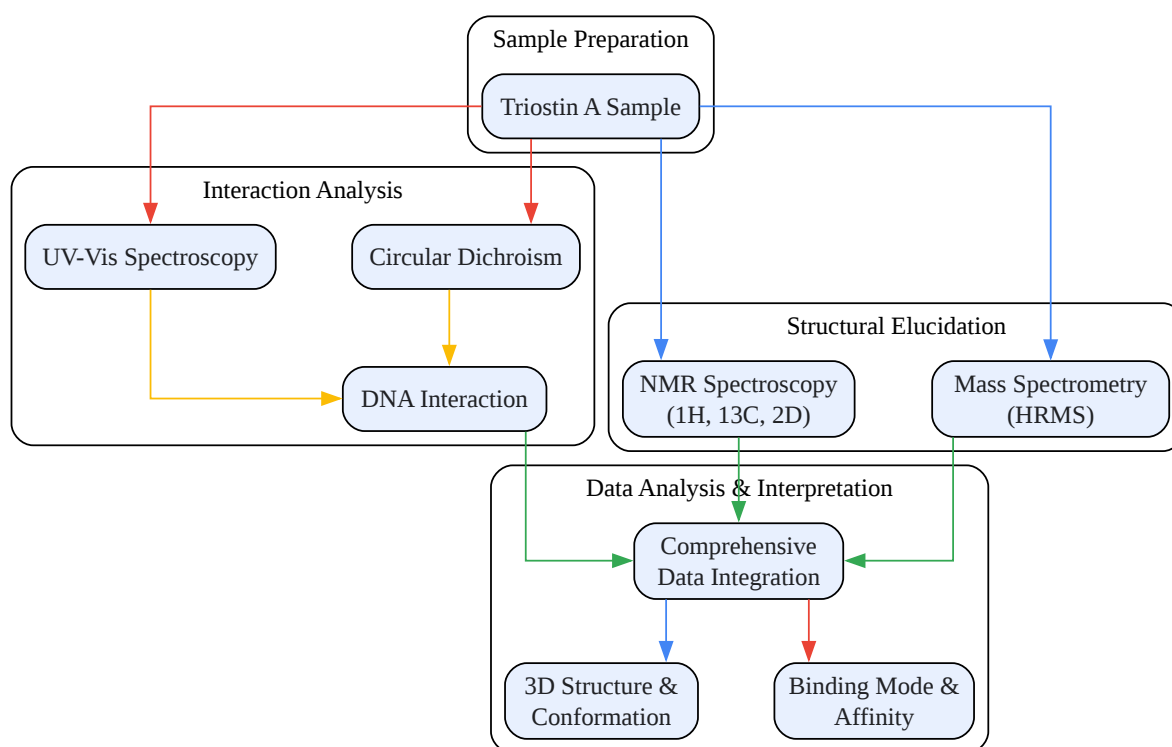 Sample Preparation
Triostin A Sample
Interaction Analysis
UV-Vis Spectroscopy
Circular Dichroism
DNA Interaction
Structural Elucidation
NMR Spectroscopy
(1H, 13C, 2D)
Mass Spectrometry
(HRMS)
Data Analysis & Interpretation
Comprehensive
Data Integration
3D Structure &
Conformation
Binding Mode &
Affinity